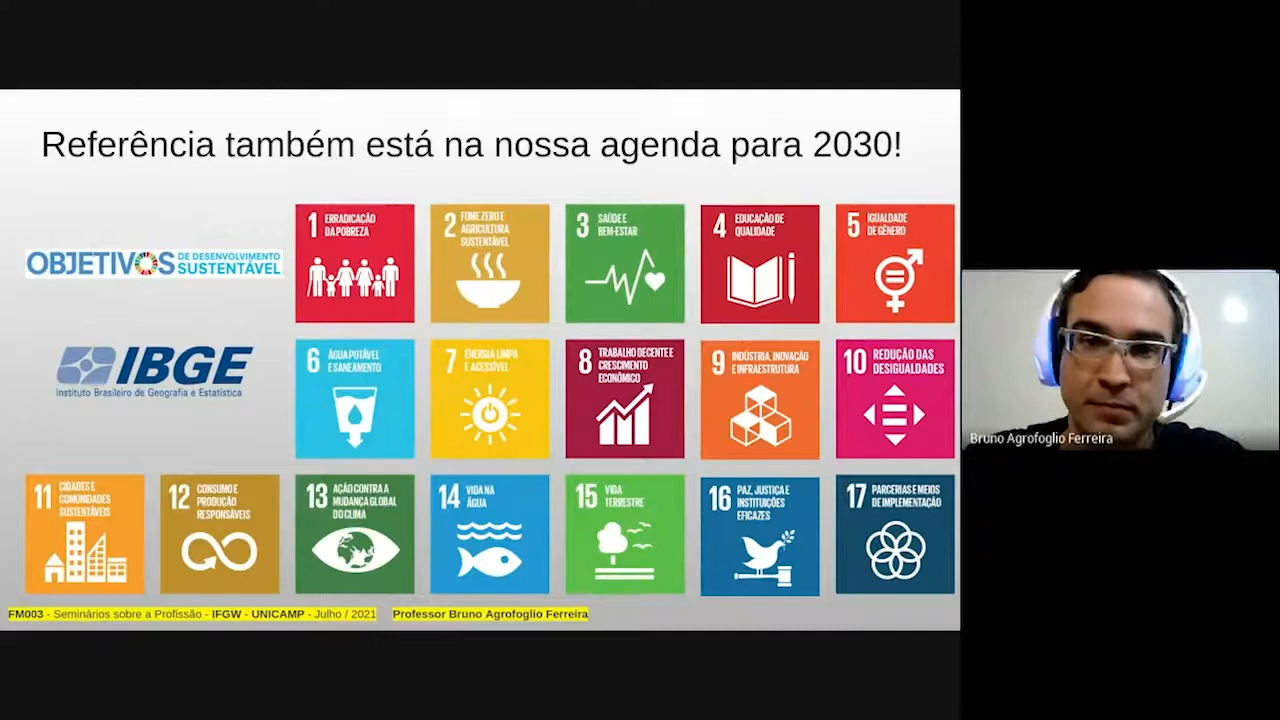 Referência também está na nossa agenda para 2030!
OBJETIVOS DE DESENVOLVIMENTO
SUSTENTÁVEL
IBGE
Instituto Brasileiro de Geografia e Estatística
1 ERRADICAÇÃO
DA POBREZA
2 FOME ZERO E
AGRICULTURA
SUSTENTÁVEL
3 SAÚDE E
BEM-ESTAR
4 EDUCAÇÃO DE
QUALIDADE
5 IGUALDADE
DE GÊNERO
6 ÁGUA POTÁVEL
E SANEAMENTO
7 ENERGIA LIMPA
E ACESSÍVEL
8 TRABALHO DECENTE E
CRESCIMENTO
ECONÔMICO
9 INDÚSTRIA, INOVAÇÃO
E INFRAESTRUTURA
10 REDUÇÃO DAS
DESIGUALDADES
11 CIDADES E
COMUNIDADES
SUSTENTÁVEIS
12 CONSUMO E
PRODUÇÃO
RESPONSÁVEIS
13 AÇÃO CONTRA A
MUDANÇA GLOBAL
DO CLIMA
14 VIDA NA
ÁGUA
15 VIDA
TERRESTRE
16 PAZ, JUSTIÇA E
INSTITUIÇÕES
EFICAZES
17 PARCERIAS E MEIOS
DE IMPLEMENTAÇÃO
FM003 - Seminários sobre a Profissão - IFGW - UNICAMP - Julho / 2021 Professor Bruno Agrofoglio Ferreira
Bruno Agrofoglio Ferreira